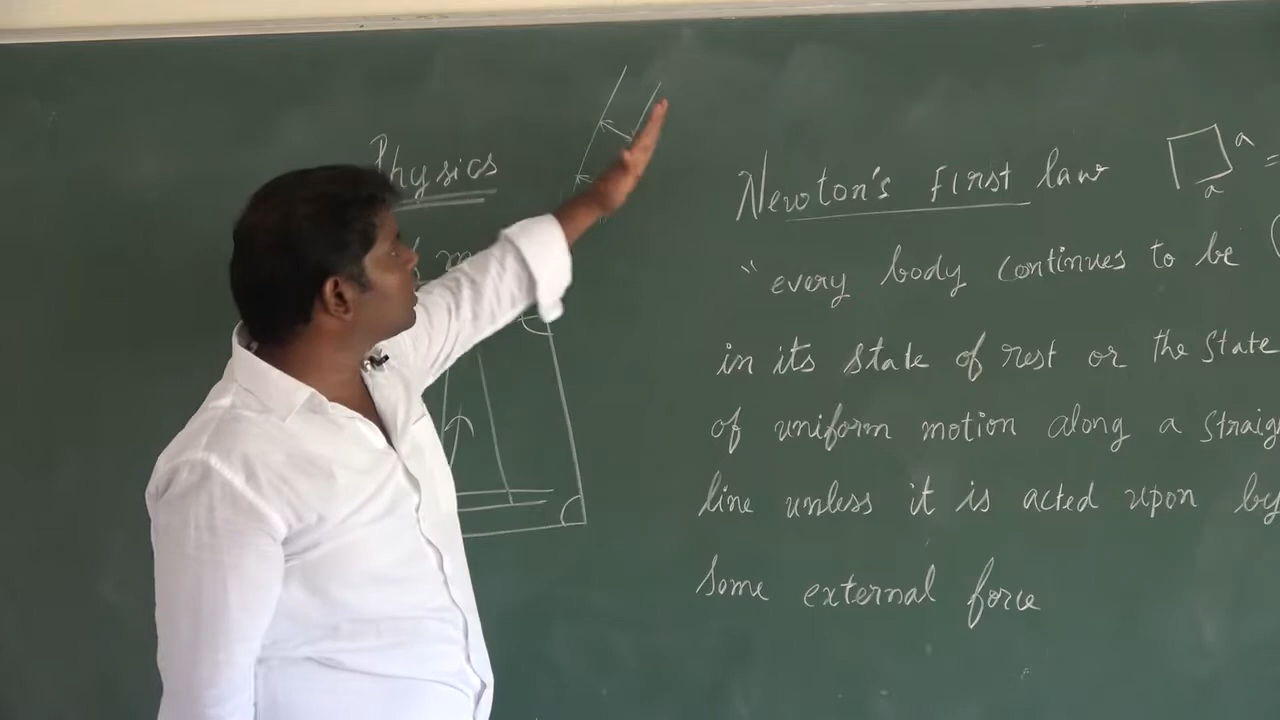 Physics
m
Newton's First law
a
a
=
" every body continues to be
in its state of rest or the State
of uniform motion along a Straig
line unless it is acted upon by
Some external force